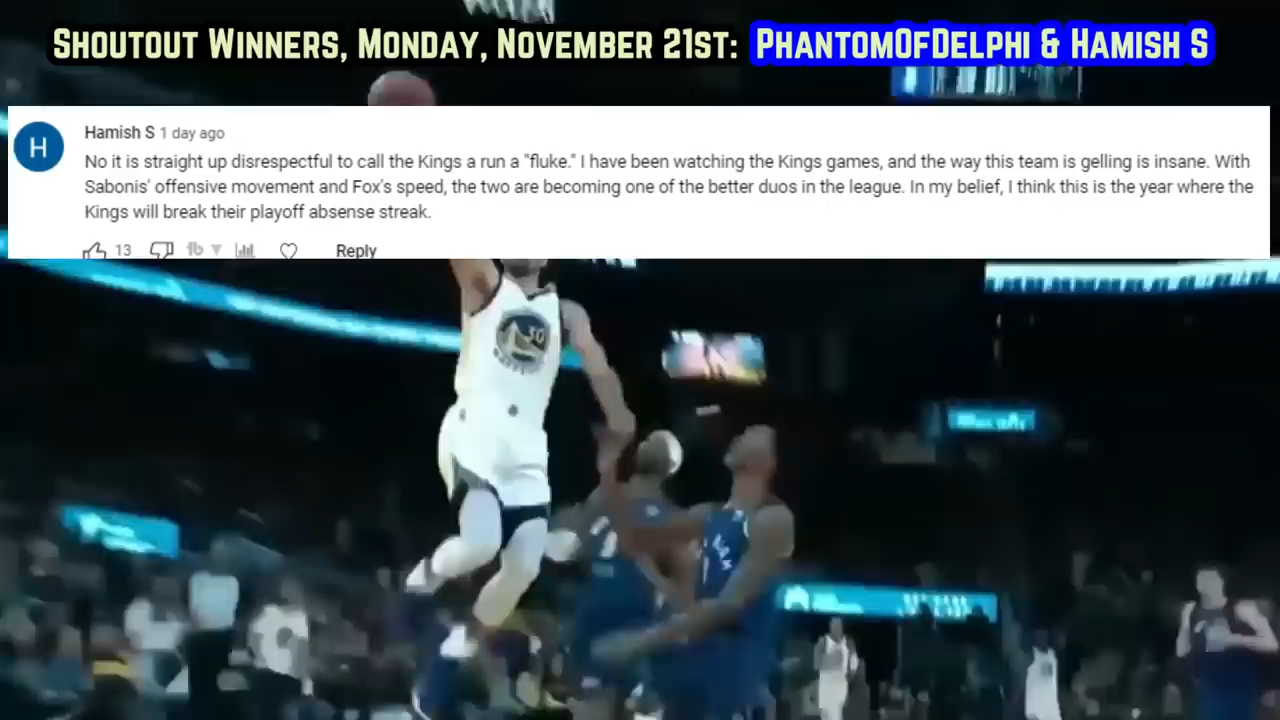 Shoutout Winners, Monday, November 21st: PhantomOfDelphi & Hamish S
H
Hamish S 1 day ago
No it is straight up disrespectful to call the Kings a run a "fluke." I have been watching the Kings games, and the way this team is gelling is insane. With
Sabonis' offensive movement and Fox's speed, the two are becoming one of the better duos in the league. In my belief, I think this is the year where the
Kings will break their playoff absense streak.
13
Reply
30